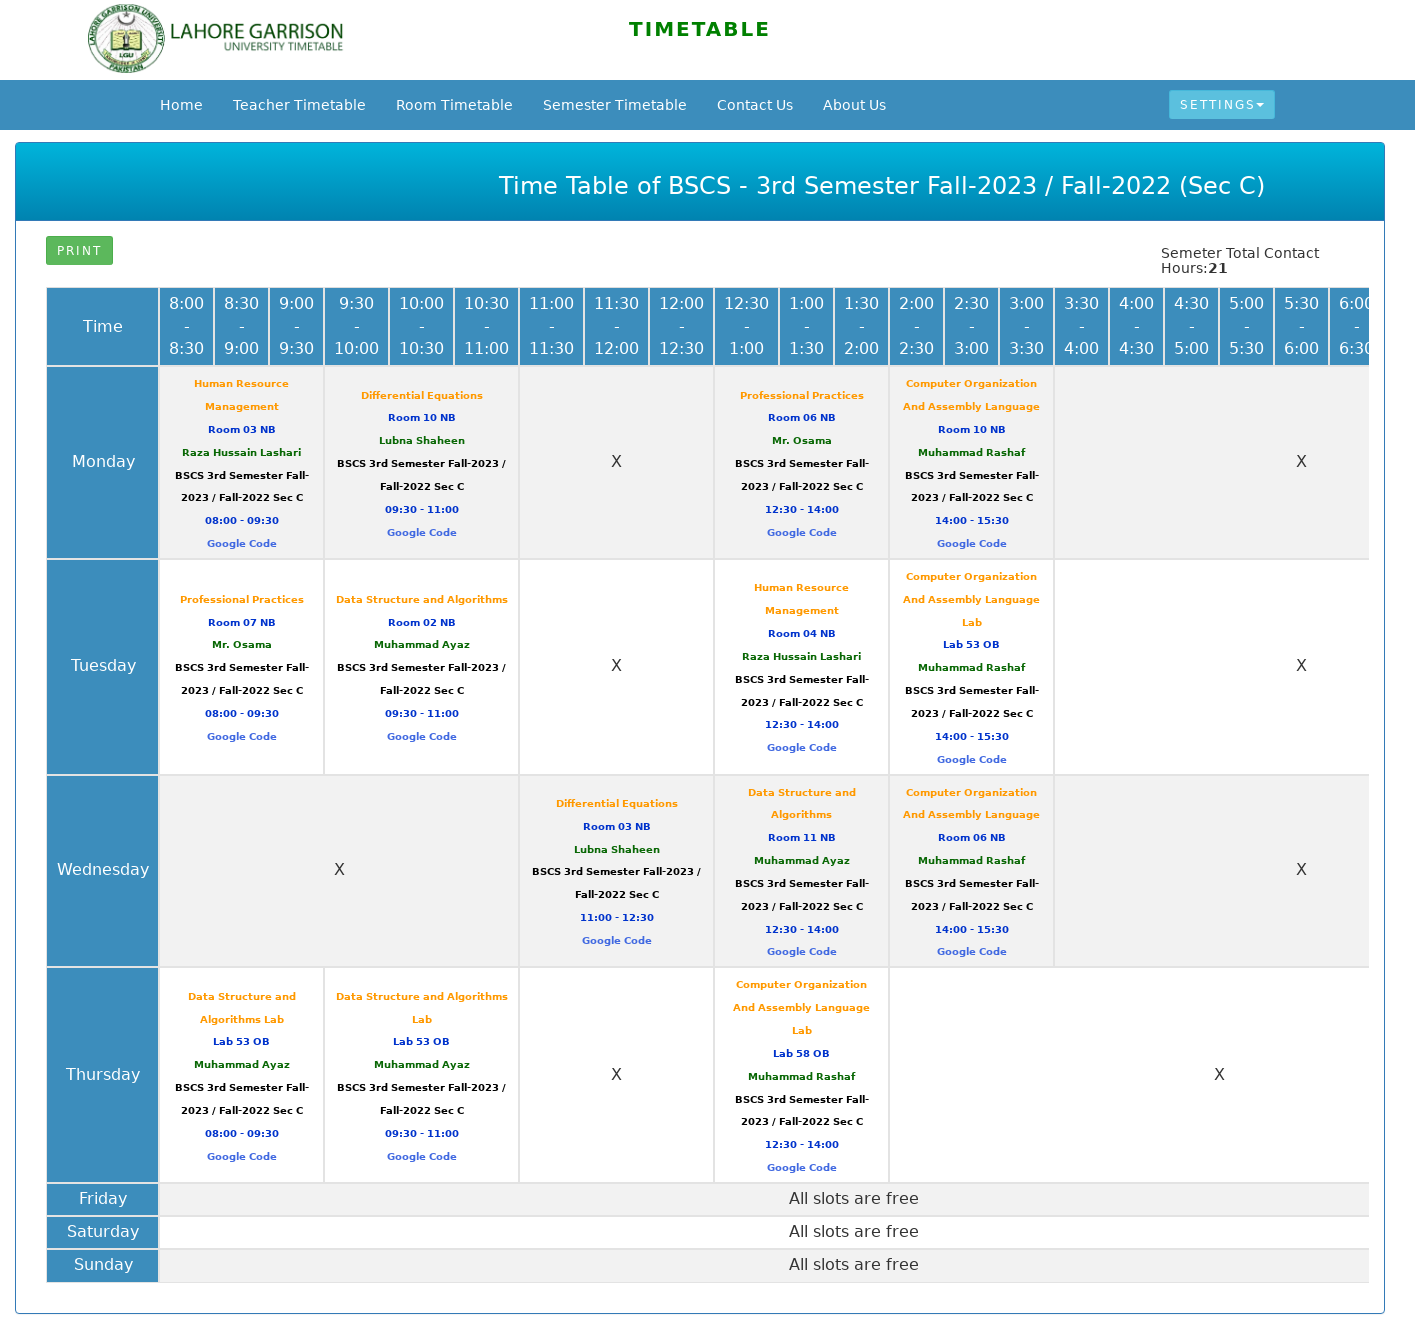 LAHORE GARRISON
UNIVERSITY TIMETABLE
TIMETABLE
Home Teacher Timetable Room Timetable Semester Timetable Contact Us About Us SETTINGS
Time Table of BSCS - 3rd Semester Fall-2023 / Fall-2022 (Sec C)
PRINT
Semeter Total Contact
Hours:21
Time
8:00 - 8:30
8:30 - 9:00
9:00 - 9:30
9:30 - 10:00
10:00 - 10:30
10:30 - 11:00
11:00 - 11:30
11:30 - 12:00
12:00 - 12:30
12:30 - 1:00
1:00 - 1:30
1:30 - 2:00
2:00 - 2:30
2:30 - 3:00
3:00 - 3:30
3:30 - 4:00
4:00 - 4:30
4:30 - 5:00
5:00 - 5:30
5:30 - 6:00
6:00 - 6:30
Monday
Human Resource
Management
Room 03 NB
Raza Hussain Lashari
BSCS 3rd Semester Fall-
2023 / Fall-2022 Sec C
08:00 - 09:30
Google Code
Differential Equations
Room 10 NB
Lubna Shaheen
BSCS 3rd Semester Fall-2023 /
Fall-2022 Sec C
09:30 - 11:00
Google Code
X
Professional Practices
Room 06 NB
Mr. Osama
BSCS 3rd Semester Fall-
2023 / Fall-2022 Sec C
12:30 - 14:00
Google Code
Computer Organization
And Assembly Language
Room 10 NB
Muhammad Rashaf
BSCS 3rd Semester Fall-
2023 / Fall-2022 Sec C
14:00 - 15:30
Google Code
X
Tuesday
Professional Practices
Room 07 NB
Mr. Osama
BSCS 3rd Semester Fall-
2023 / Fall-2022 Sec C
08:00 - 09:30
Google Code
Data Structure and Algorithms
Room 02 NB
Muhammad Ayaz
BSCS 3rd Semester Fall-2023 /
Fall-2022 Sec C
09:30 - 11:00
Google Code
X
Human Resource
Management
Room 04 NB
Raza Hussain Lashari
BSCS 3rd Semester Fall-
2023 / Fall-2022 Sec C
12:30 - 14:00
Google Code
Computer Organization
And Assembly Language
Lab
Lab 53 OB
Muhammad Rashaf
BSCS 3rd Semester Fall-
2023 / Fall-2022 Sec C
14:00 - 15:30
Google Code
X
Wednesday
X
Differential Equations
Room 03 NB
Lubna Shaheen
BSCS 3rd Semester Fall-2023 /
Fall-2022 Sec C
11:00 - 12:30
Google Code
Data Structure and
Algorithms
Room 11 NB
Muhammad Ayaz
BSCS 3rd Semester Fall-
2023 / Fall-2022 Sec C
12:30 - 14:00
Google Code
Computer Organization
And Assembly Language
Room 06 NB
Muhammad Rashaf
BSCS 3rd Semester Fall-
2023 / Fall-2022 Sec C
14:00 - 15:30
Google Code
X
Thursday
Data Structure and
Algorithms Lab
Lab 53 OB
Muhammad Ayaz
BSCS 3rd Semester Fall-
2023 / Fall-2022 Sec C
08:00 - 09:30
Google Code
Data Structure and Algorithms
Lab
Lab 53 OB
Muhammad Ayaz
BSCS 3rd Semester Fall-2023 /
Fall-2022 Sec C
09:30 - 11:00
Google Code
X
Computer Organization
And Assembly Language
Lab
Lab 58 OB
Muhammad Rashaf
BSCS 3rd Semester Fall-
2023 / Fall-2022 Sec C
12:30 - 14:00
Google Code
X
Friday
All slots are free
Saturday
All slots are free
Sunday
All slots are free